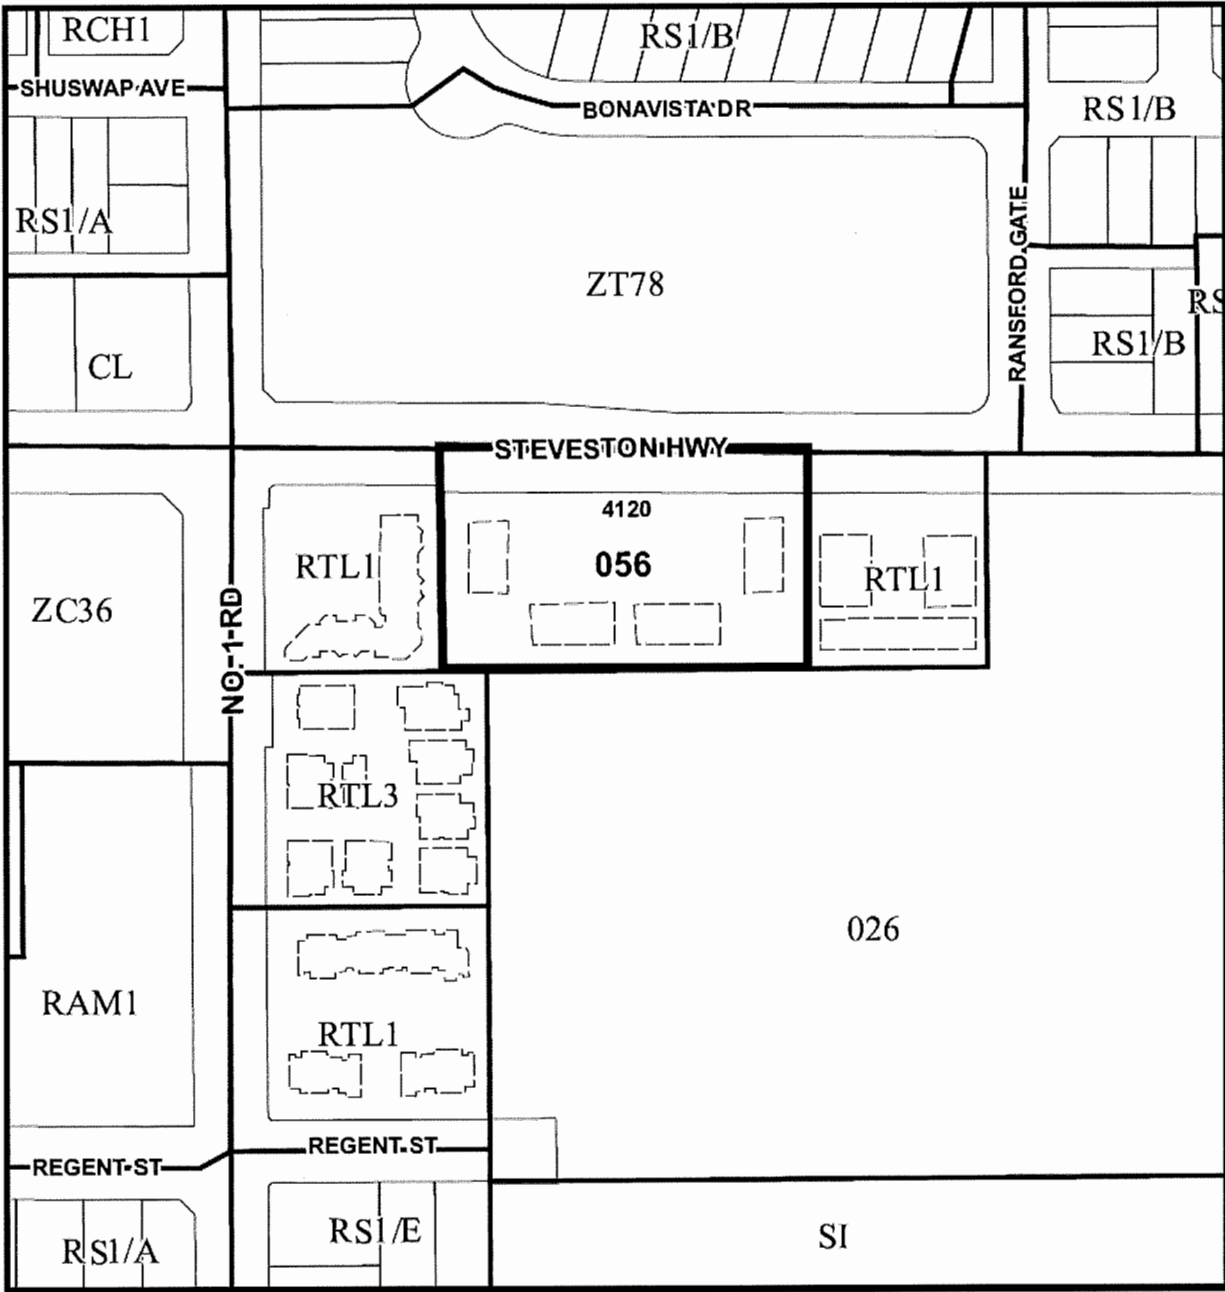 RCH1
RS1/B
SHUSWAP AVE
BONAVISTA DR
RS1/B
RS1/A
RANSFORD GATE
ZT78
RS
RS1/B
CL
STEVESTON HWY
4120
056
RTL1
RTL1
ZC36
NO. 1 RD
RTL3
026
RAM1
RTL1
REGENT ST
REGENT ST
RS1/E
SI
RS1/A